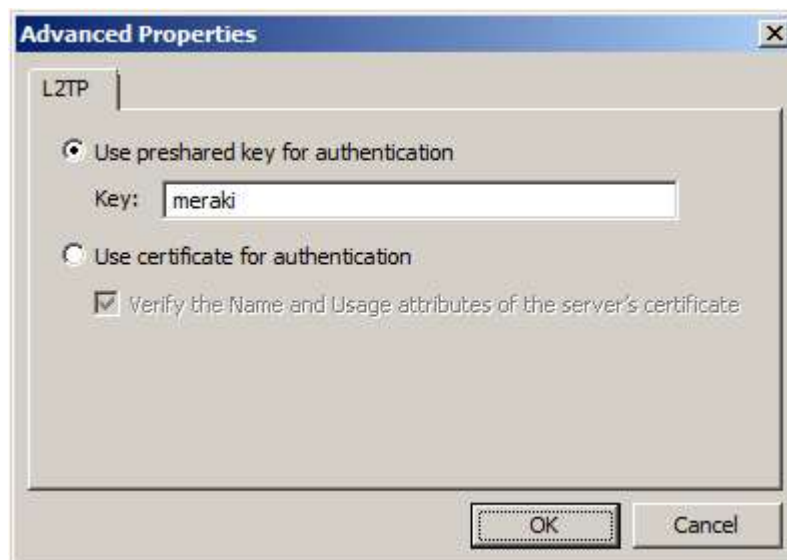 Advanced Properties
L2TP
Use preshared key for authentication
Key: meraki
Use certificate for authentication
Verify the Name and Usage attributes of the server's certificate
OK Cancel